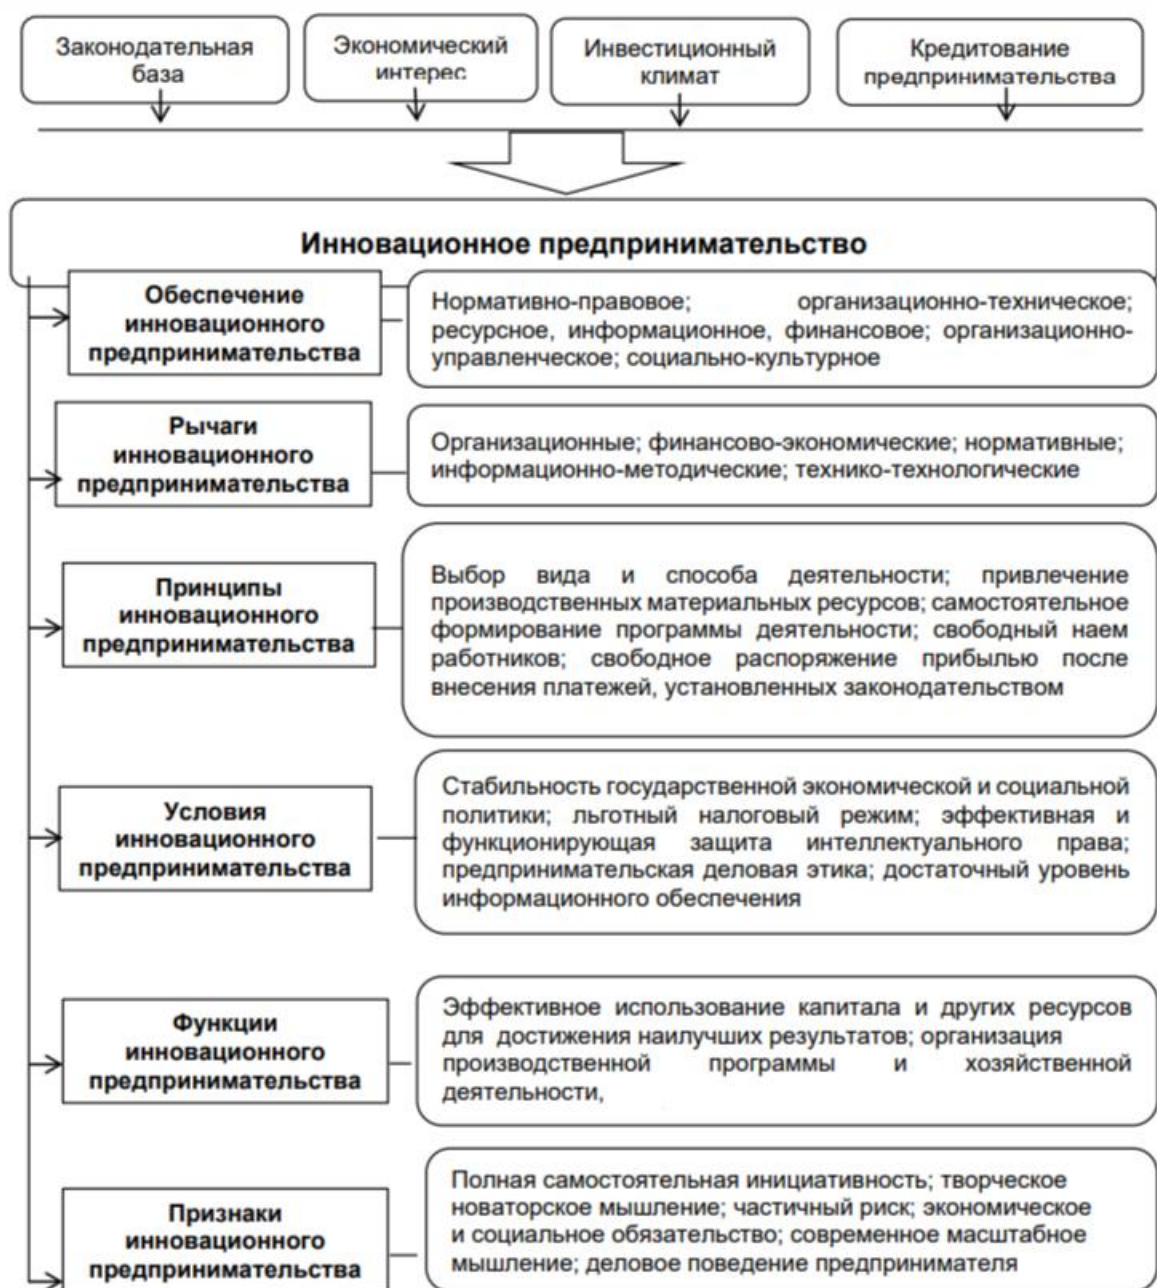 Законодательная
база
Экономический
интерес
Инвестиционный
климат
Кредитование
предпринимательства
Инновационное предпринимательство
Обеспечение
инновационного
предпринимательства
Нормативно-правовое; организационно-техническое;
ресурсное, информационное, финансовое; организационно-
управленческое; социально-культурное
Рычаги
инновационного
предпринимательства
Организационные; финансово-экономические; нормативные;
информационно-методические; технико-технологические
Принципы
инновационного
предпринимательства
Выбор вида и способа деятельности; привлечение
производственных материальных ресурсов; самостоятельное
формирование программы деятельности; свободный наем
работников; свободное распоряжение прибылью после
внесения платежей, установленных законодательством
Условия
инновационного
предпринимательства
Стабильность государственной экономической и социальной
политики; льготный налоговый режим; эффективная и
функционирующая защита интеллектуального права;
предпринимательская деловая этика; достаточный уровень
информационного обеспечения
Функции
инновационного
предпринимательства
Эффективное использование капитала и других ресурсов
для достижения наилучших результатов; организация
производственной программы и хозяйственной
деятельности,
Признаки
инновационного
предпринимательства
Полная самостоятельная инициативность; творческое
новаторское мышление; частичный риск; экономическое
и социальное обязательство; современное масштабное
мышление; деловое поведение предпринимателя